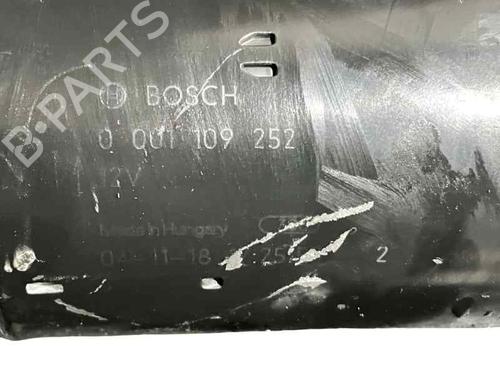 B-PARTS
BOSCH
0 001 109 252
12V
Made in Hungary
04-11-18
2